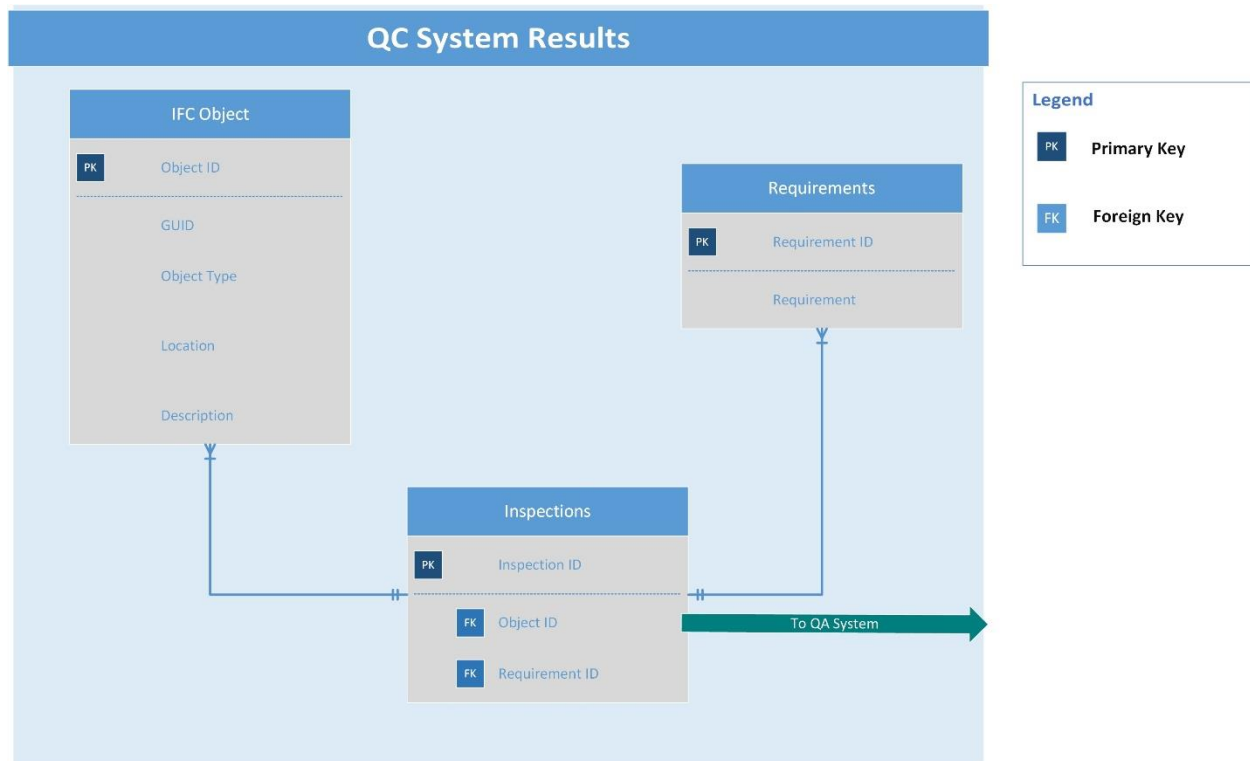 QC System Results
IFC Object
PK Object ID
GUID
Object Type
Location
Description
Requirements
PK Requirement ID
Requirement
Inspections
PK Inspection ID
FK Object ID
FK Requirement ID
To QA System
Legend
PK Primary Key
FK Foreign Key